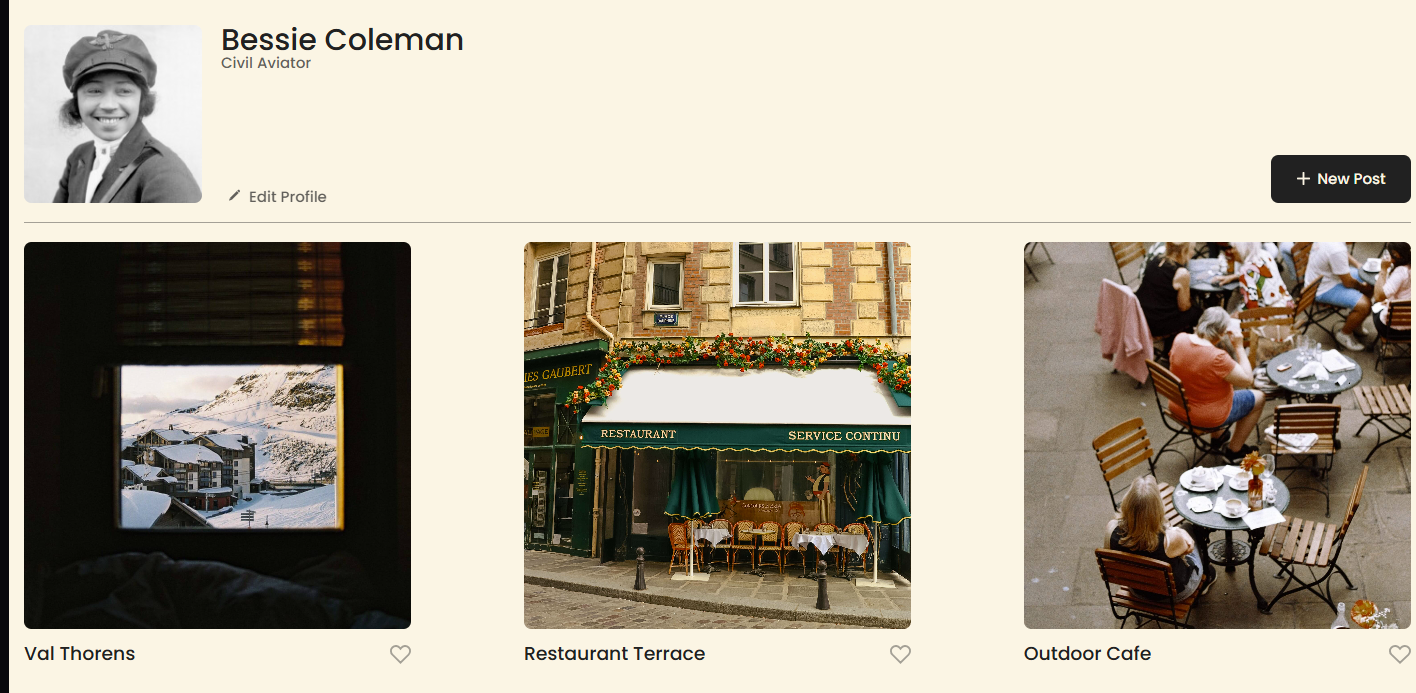 Bessie Coleman
Civil Aviator
Edit Profile
+ New Post
IES GAUBERT
RESTAURANT
SERVICE CONTINU
Val Thorens
Restaurant Terrace
Outdoor Cafe